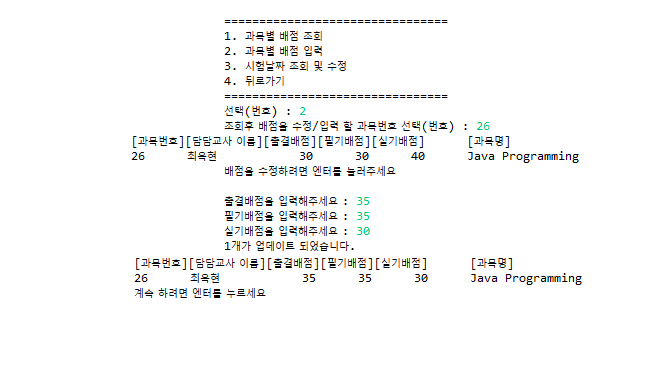 ================================
1. 과목별 배점 조회
2. 과목별 배점 입력
3. 시험날짜 조회 및 수정
4. 뒤로가기
================================
선택(번호) : 2
조회후 배점을 수정/입력 할 과목번호 선택(번호) : 26
[과목번호][담담교사 이름][출결배점][필기배점][실기배점] [과목명]
26 최옥현 30 30 40 Java Programming
배점을 수정하려면 엔터를 눌러주세요
출결배점을 입력해주세요 : 35
필기배점을 입력해주세요 : 35
실기배점을 입력해주세요 : 30
1개가 업데이트 되었습니다.
[과목번호][담담교사 이름][출결배점][필기배점][실기배점] [과목명]
26 최옥현 35 35 30 Java Programming
계속 하려면 엔터를 누르세요